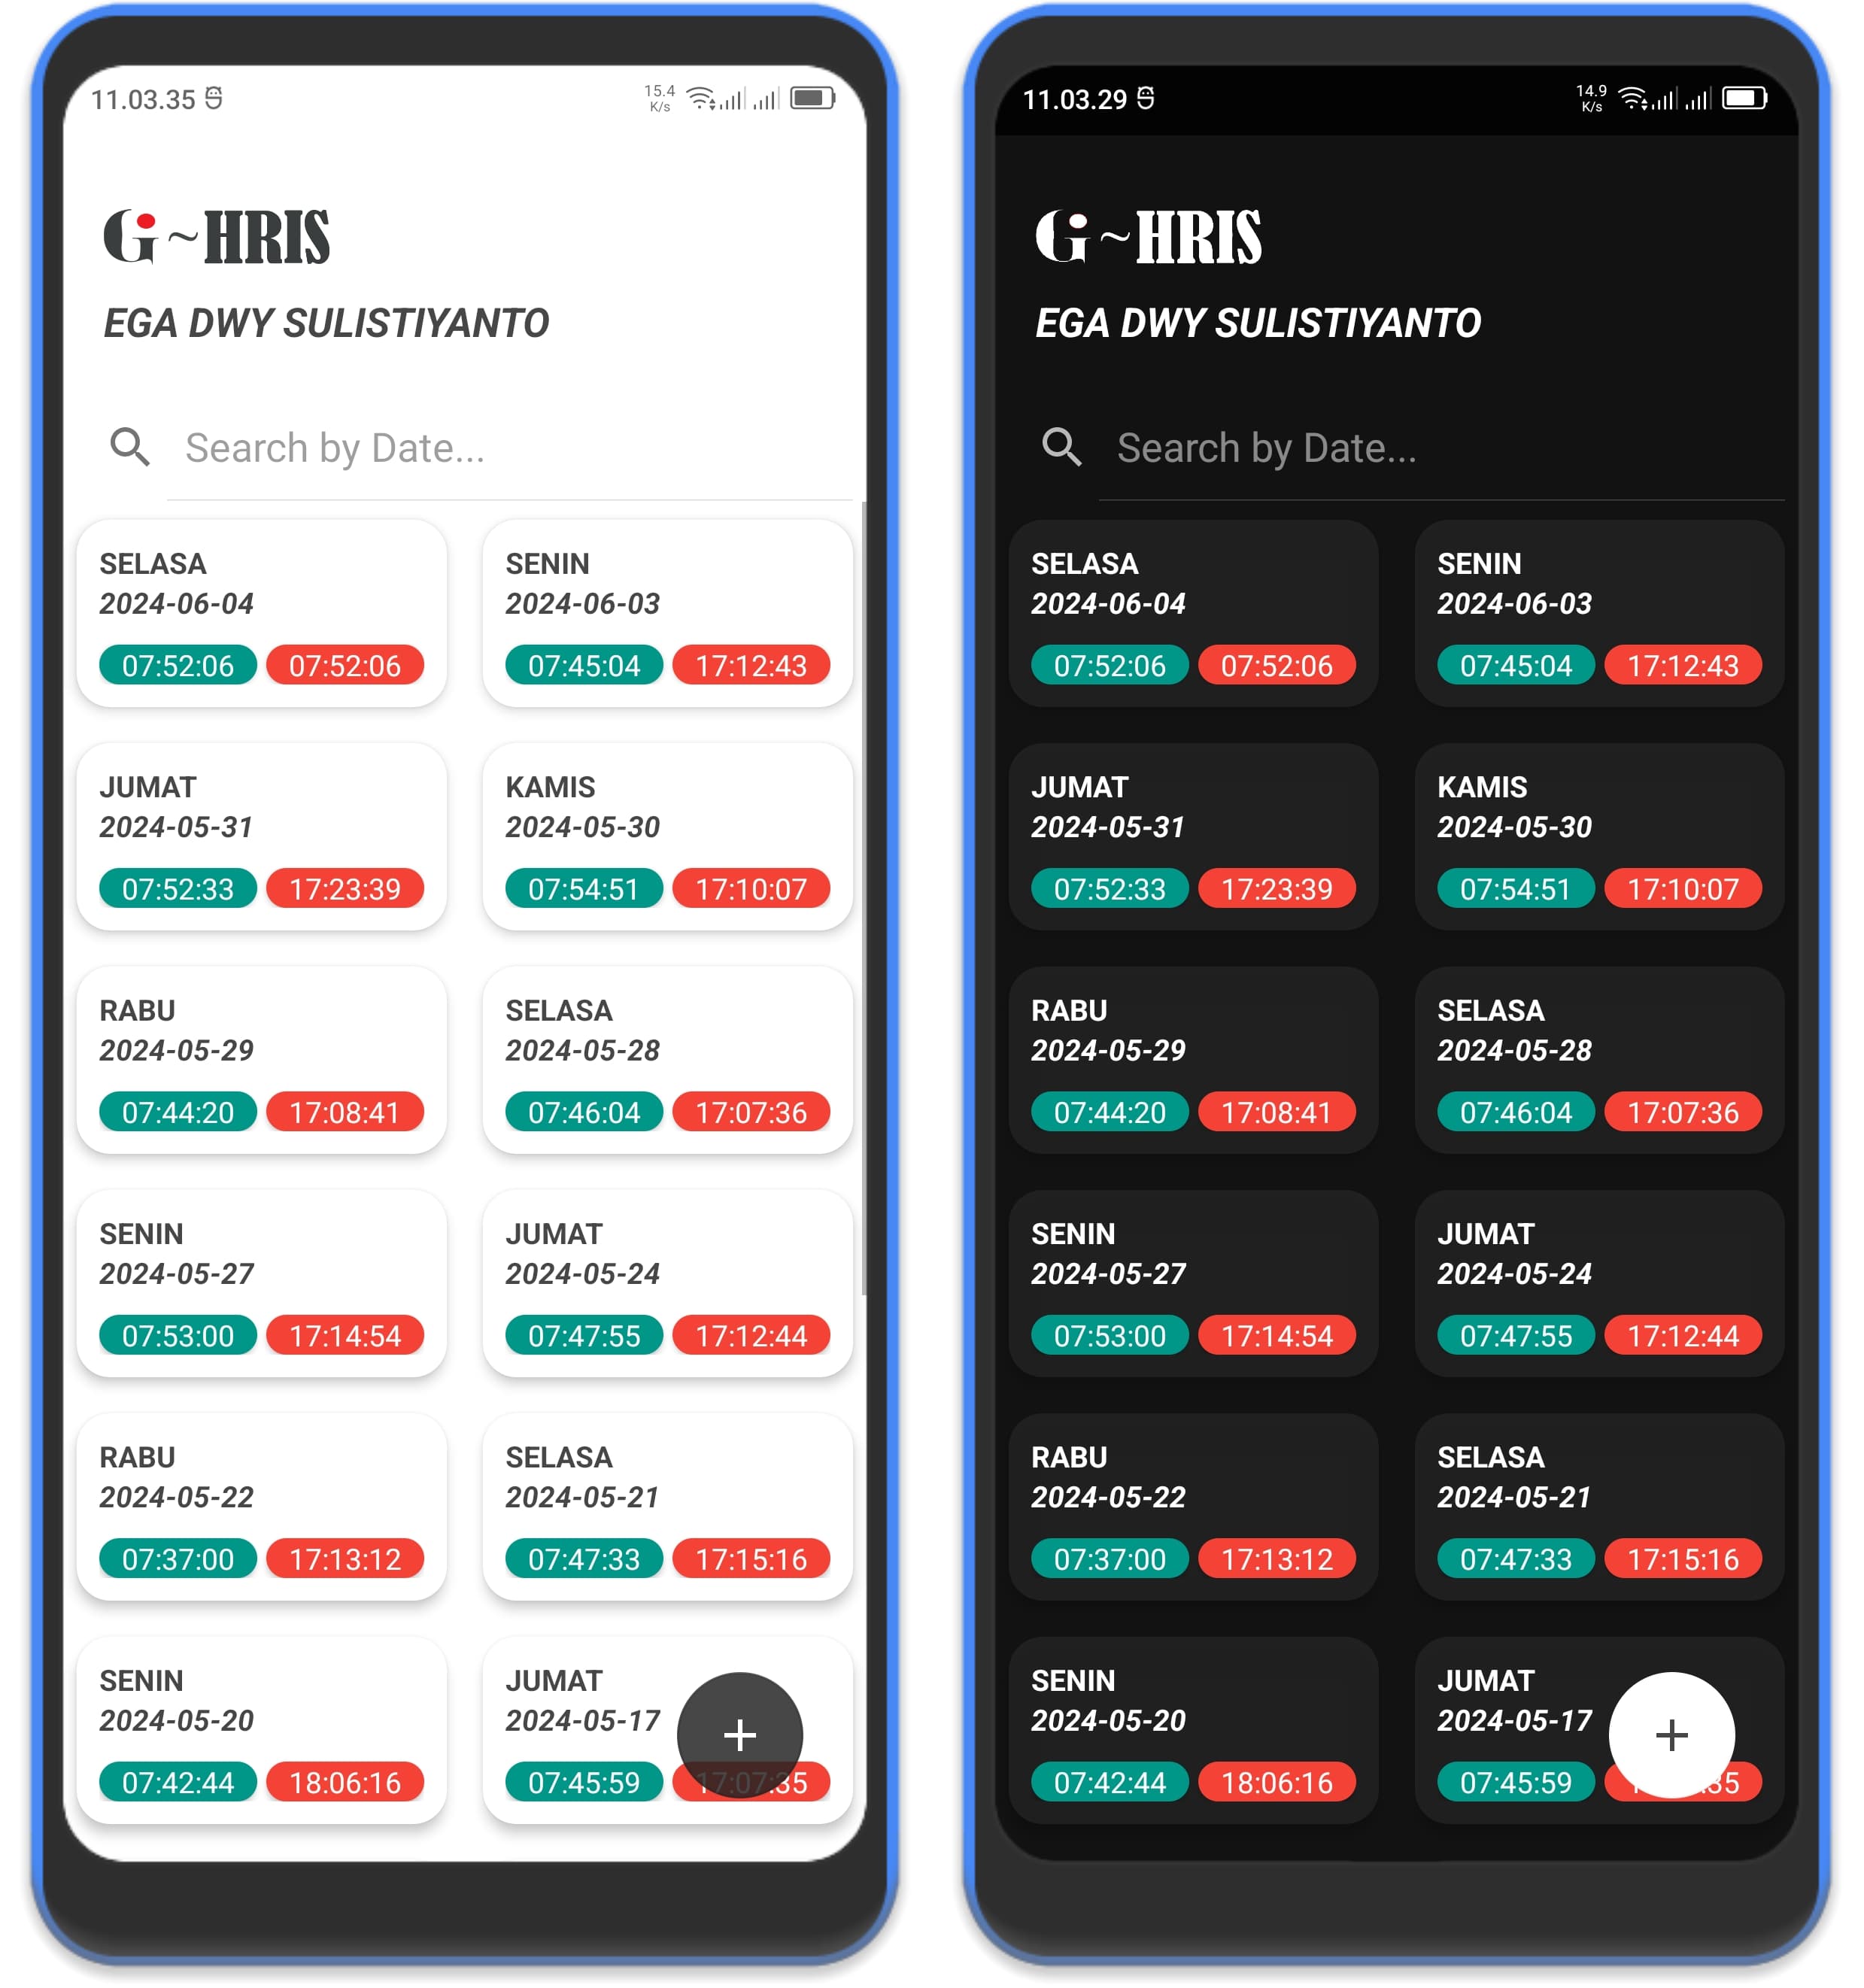 11.03.35
15.4
K/s
G~HRIS
EGA DWY SULISTIYANTO
Search by Date...
SELASA SENIN
2024-06-04 2024-06-03
07:52:06 07:52:06 07:45:04 17:12:43
JUMAT KAMIS
2024-05-31 2024-05-30
07:52:33 17:23:39 07:54:51 17:10:07
RABU SELASA
2024-05-29 2024-05-28
07:44:20 17:08:41 07:46:04 17:07:36
SENIN JUMAT
2024-05-27 2024-05-24
07:53:00 17:14:54 07:47:55 17:12:44
RABU SELASA
2024-05-22 2024-05-21
07:37:00 17:13:12 07:47:33 17:15:16
SENIN JUMAT
2024-05-20 2024-05-17
07:42:44 18:06:16 07:45:59 17:07:35
11.03.29
14.9
K/s
G~HRIS
EGA DWY SULISTIYANTO
Search by Date...
SELASA SENIN
2024-06-04 2024-06-03
07:52:06 07:52:06 07:45:04 17:12:43
JUMAT KAMIS
2024-05-31 2024-05-30
07:52:33 17:23:39 07:54:51 17:10:07
RABU SELASA
2024-05-29 2024-05-28
07:44:20 17:08:41 07:46:04 17:07:36
SENIN JUMAT
2024-05-27 2024-05-24
07:53:00 17:14:54 07:47:55 17:12:44
RABU SELASA
2024-05-22 2024-05-21
07:37:00 17:13:12 07:47:33 17:15:16
SENIN JUMAT
2024-05-20 2024-05-17
07:42:44 18:06:16 07:45:59